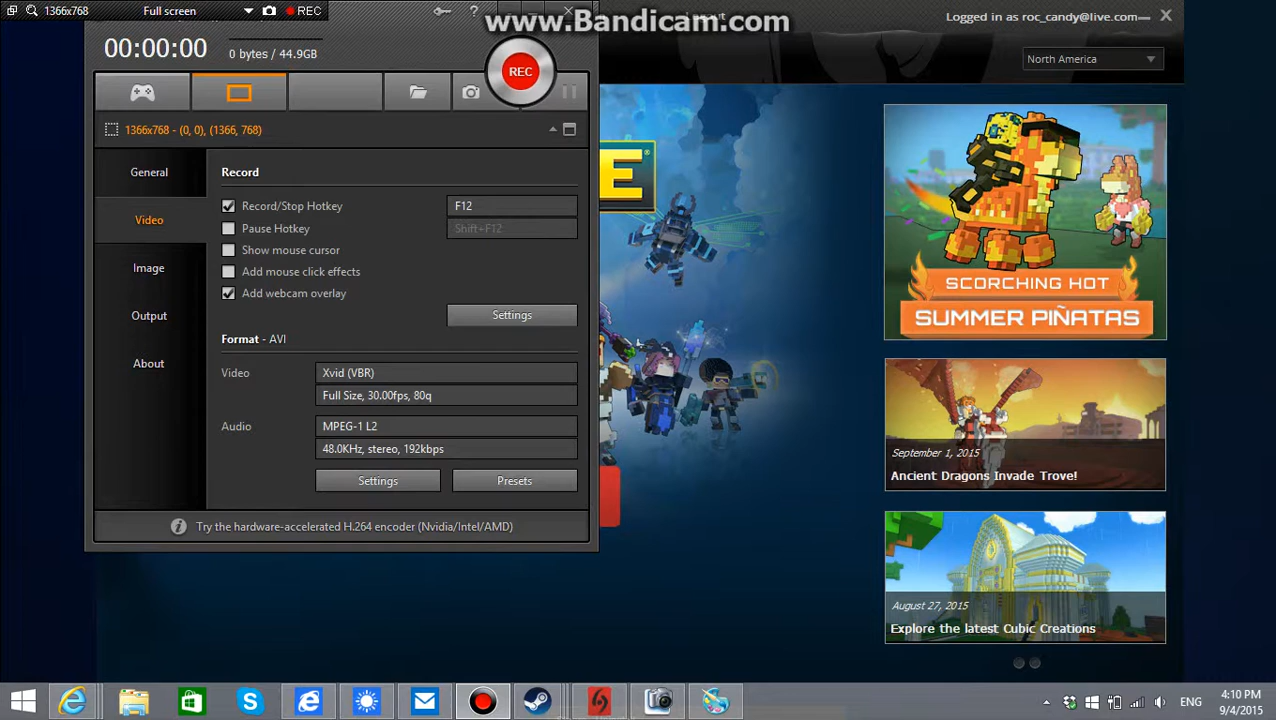 1366x768
Full screen
REC
www.Bandicam.com
Logged in as roc_candy@live.com
00:00:00
0 bytes / 44.9GB
REC
North America
1366x768 - (0, 0), (1366, 768)
General
Video
Image
Output
About
Record
Record/Stop Hotkey
F12
Pause Hotkey
Shift+F12
Show mouse cursor
Add mouse click effects
Add webcam overlay
Settings
Format - AVI
Video
Xvid (VBR)
Full Size, 30.00fps, 80q
Audio
MPEG-1 L2
48.0KHz, stereo, 192kbps
Settings
Presets
Try the hardware-accelerated H.264 encoder (Nvidia/Intel/AMD)
E
SCORCHING HOT
SUMMER PIÑATAS
September 1, 2015
Ancient Dragons Invade Trove!
August 27, 2015
Explore the latest Cubic Creations
ENG
4:10 PM
9/4/2015